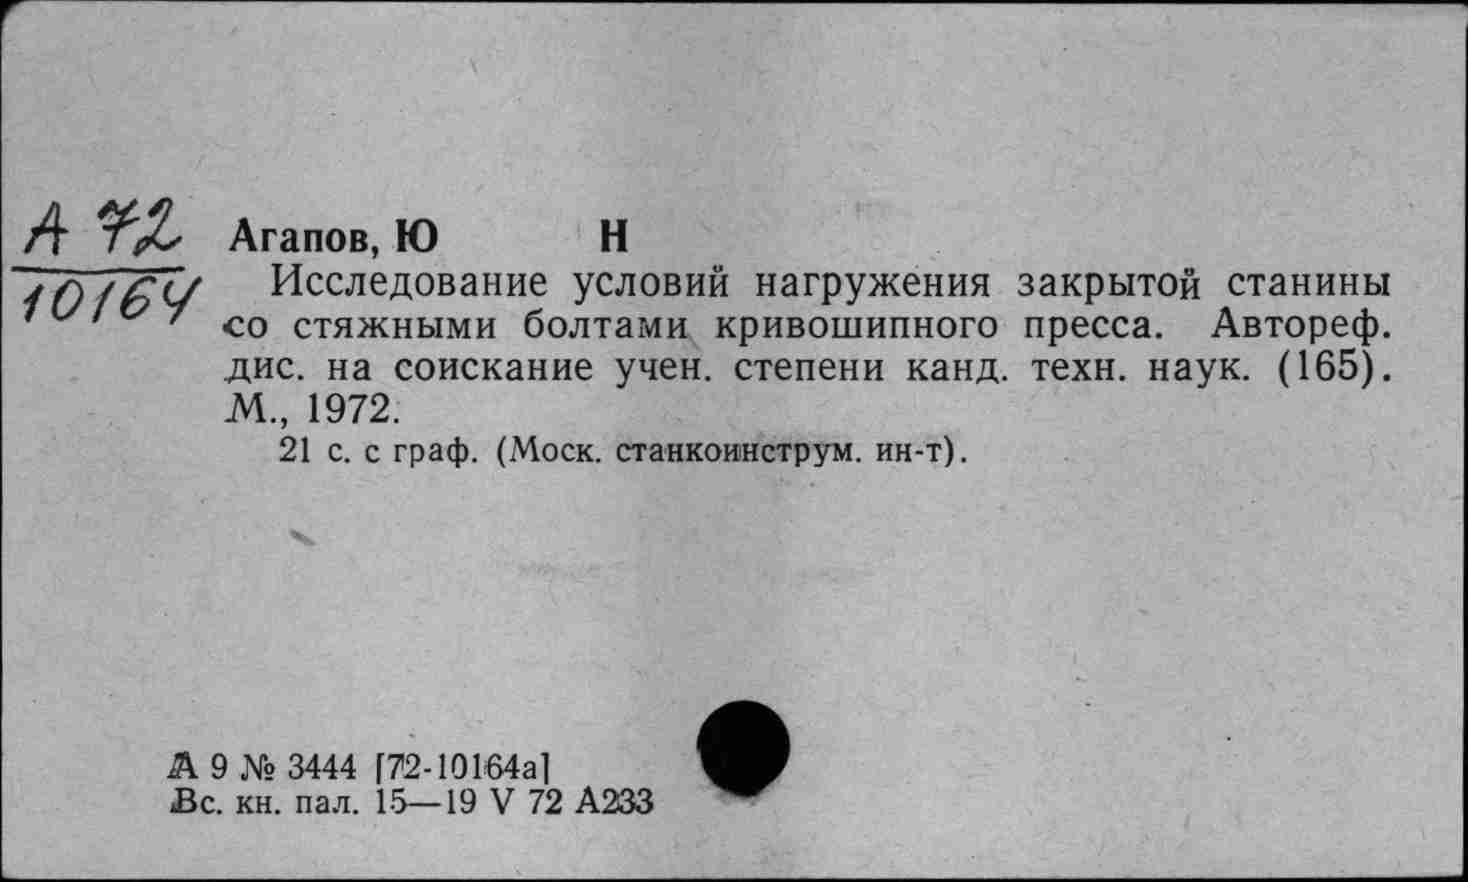 А 72
10164
Агапов, Ю Н
Исследование условий нагружения закрытой станины
со стяжными болтами кривошипного пресса. Автореф.
дис. на соискание учен. степени канд. техн. наук. (165).
М., 1972.
21 с. с граф. (Моск. станкоинструм. ин-т).
А 9 № 3444 [72-10164а]
Вс. кн. пал. 15—19 V 72 А233